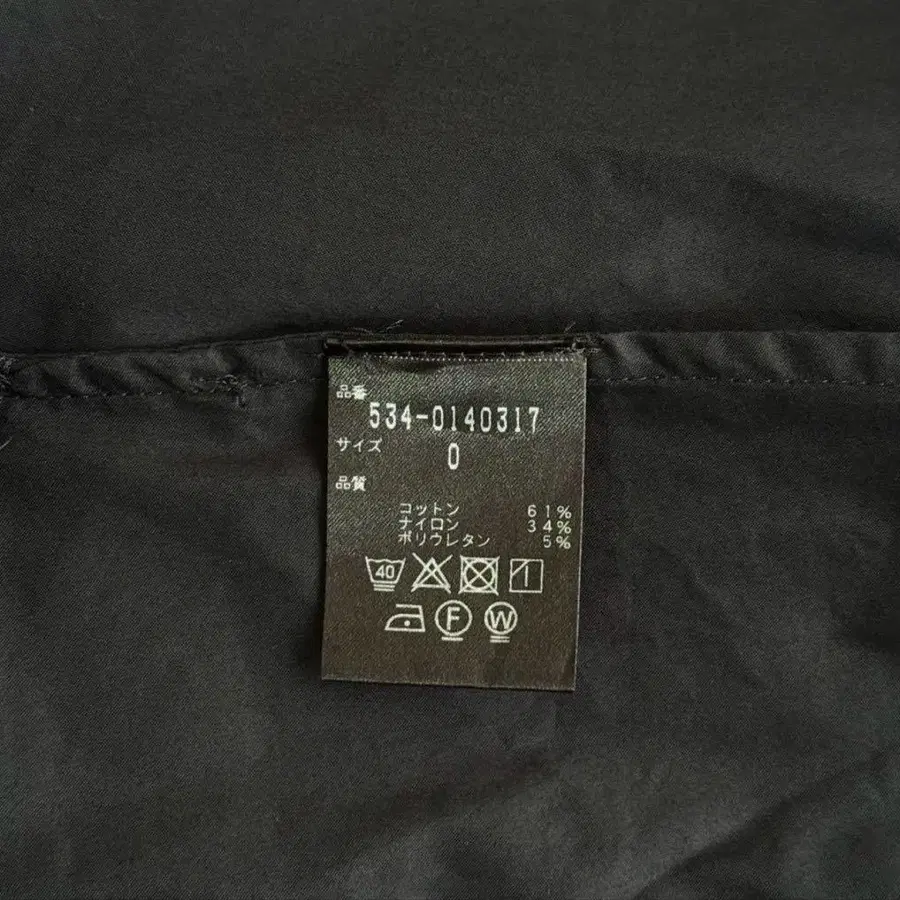 品番
534-0140317
サイズ
0
品質
コットン 61%
ナイロン 34%
ポリウレタン 5%
40
F W